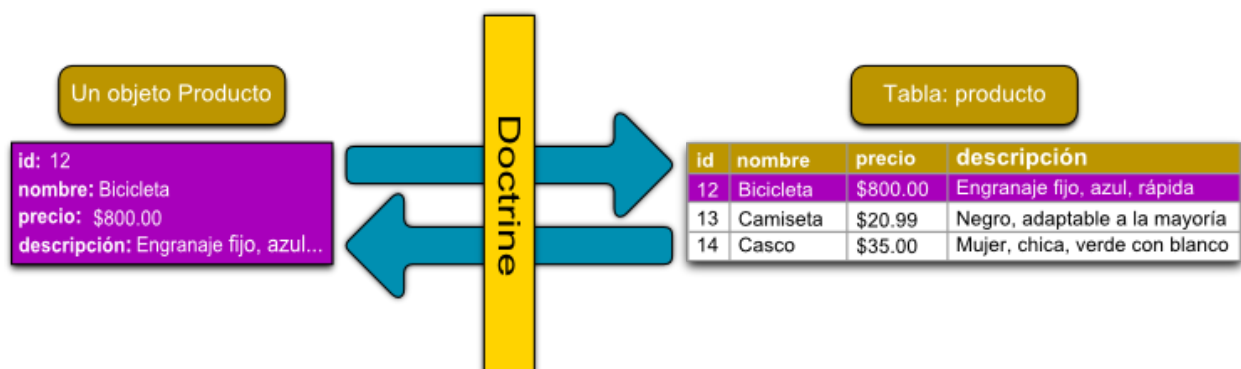 Un objeto Producto
id: 12
nombre: Bicicleta
precio: $800.00
descripción: Engranaje fijo, azul...
Doctrine
Tabla: producto
id nombre precio descripción
12 Bicicleta $800.00 Engranaje fijo, azul, rápida
13 Camiseta $20.99 Negro, adaptable a la mayoría
14 Casco $35.00 Mujer, chica, verde con blanco